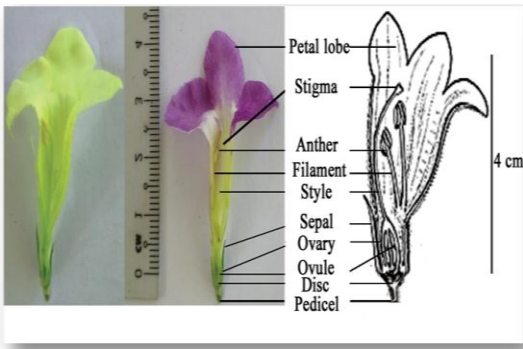 Petal lobe
Stigma
Anther
Filament
Style
Sepal
Ovary
Ovule
Disc
Pedicel
4 cm